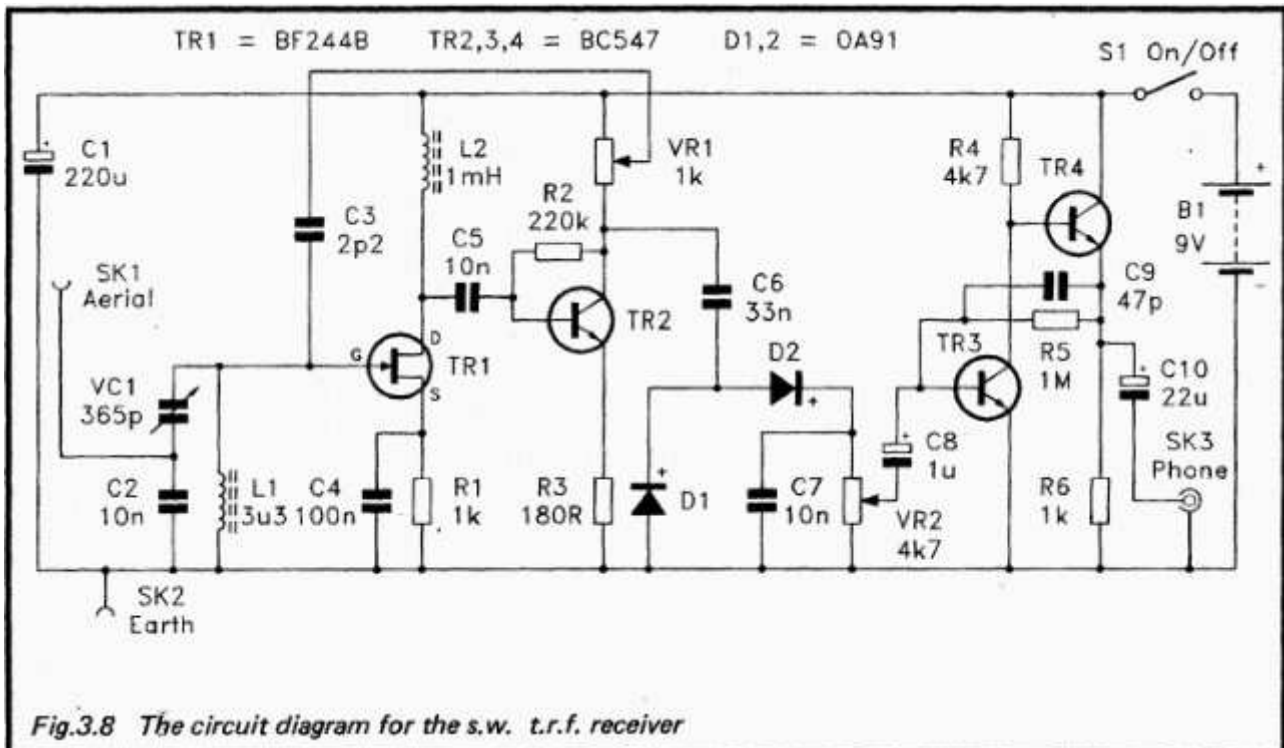 TR1 = BF244B TR2,3,4 = BC547 D1,2 = OA91
S1 On/Off
C1
220u
L2
1mH
VR1
1k
R4
4k7
TR4
+
B1
9V
-
R2
220k
C3
2p2
C5
10n
SK1
Aerial
C6
33n
C9
47p
TR2
D
G
S
TR1
D2
+
TR3
R5
1M
C10
22u
VC1
365p
SK3
Phone
C8
1u
C2
10n
L1
3u3
C4
100n
R1
1k
R3
180R
+
D1
C7
10n
VR2
4k7
R6
1k
SK2
Earth
Fig.3.8 The circuit diagram for the s.w. t.r.f. receiver